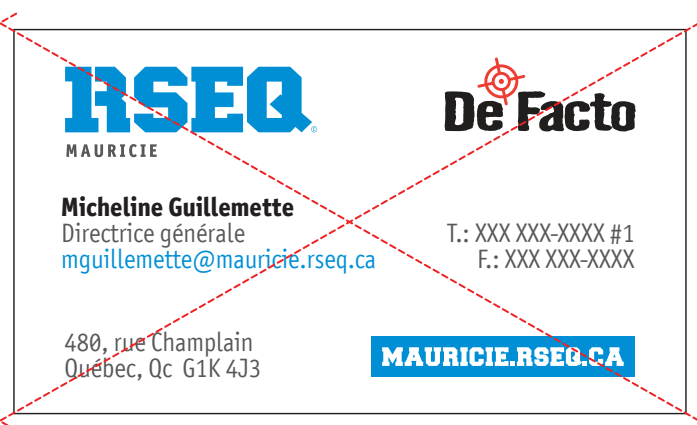 RSEQ
MAURICIE
De Facto
Micheline Guillemette
Directrice générale
mguillemette@mauricie.rseq.ca
T.: XXX XXX-XXXX #1
F.: XXX XXX-XXXX
480, rue Champlain
Québec, Qc G1K 4J3
MAURICIE.RSEQ.CA